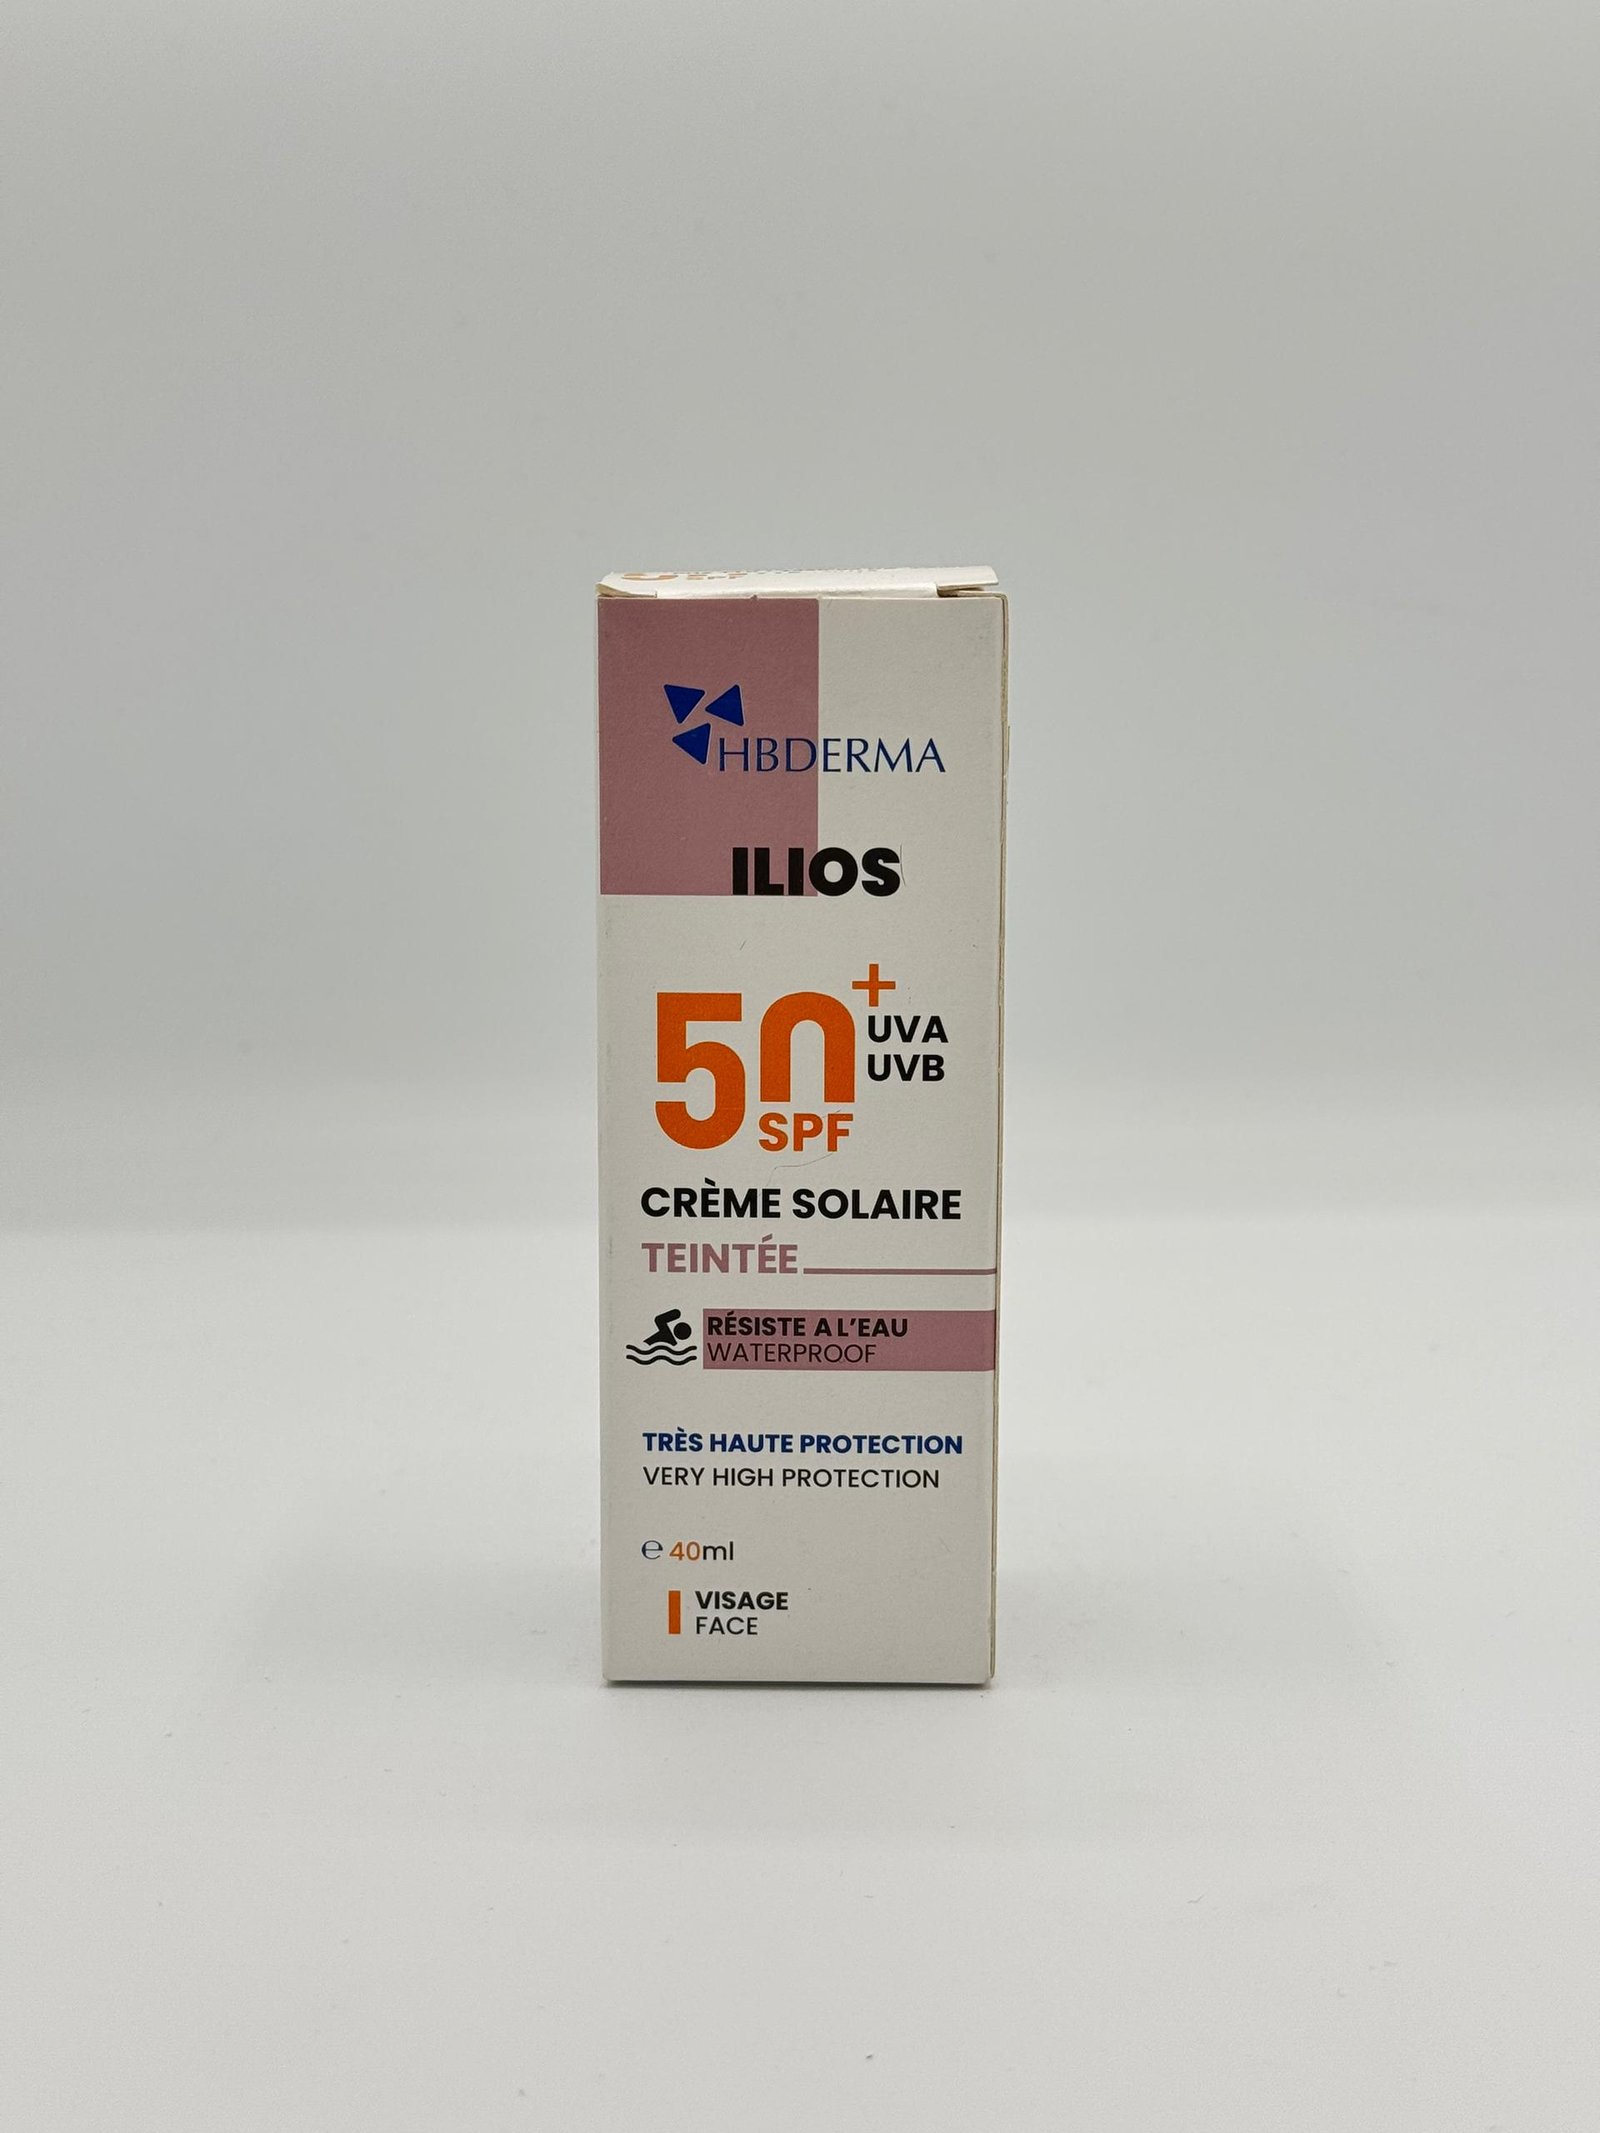 SPF
HBDERMA
ILIOS
50+
UVA
UVB
SPF
CRÈME SOLAIRE
TEINTÉE
RÉSISTE A L'EAU
WATERPROOF
TRÈS HAUTE PROTECTION
VERY HIGH PROTECTION
℮ 40ml
VISAGE
FACE